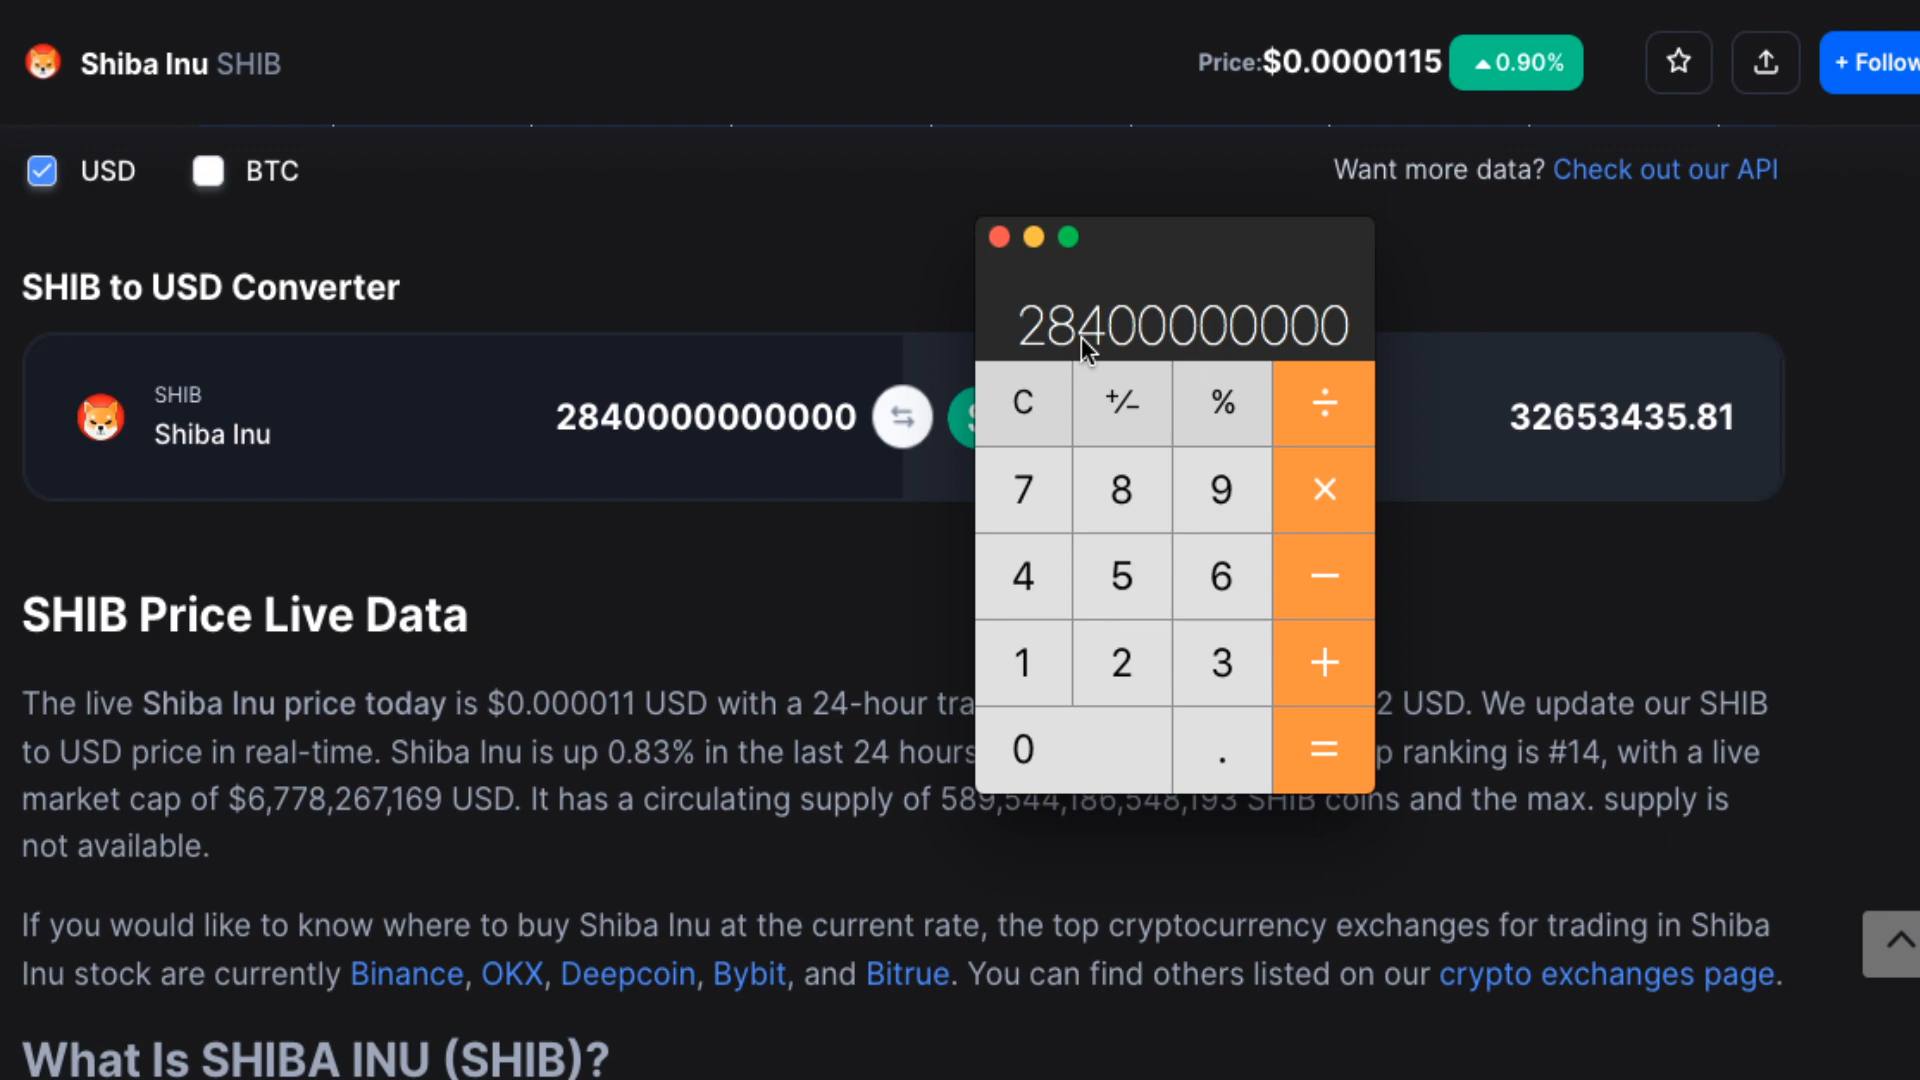 Shiba Inu SHIB
Price:$0.0000115 0.90%
+ Follow
USD BTC
Want more data? Check out our API
SHIB to USD Converter
28400000000
SHIB
Shiba Inu
2840000000000
32653435.81
C +/− % ÷
7 8 9 ×
4 5 6 −
1 2 3 +
0 . =
SHIB Price Live Data
The live Shiba Inu price today is $0.000011 USD with a 24-hour 2 USD. We update our SHIB
to USD price in real-time. Shiba Inu is up 0.83% in the last 24 hours ranking is #14, with a live
market cap of $6,778,267,169 USD. It has a circulating supply of 589,544,186,548,193 SHIB coins and the max. supply is
not available.
If you would like to know where to buy Shiba Inu at the current rate, the top cryptocurrency exchanges for trading in Shiba
Inu stock are currently Binance, OKX, Deepcoin, Bybit, and Bitrue. You can find others listed on our crypto exchanges page.
What Is SHIBA INU (SHIB)?